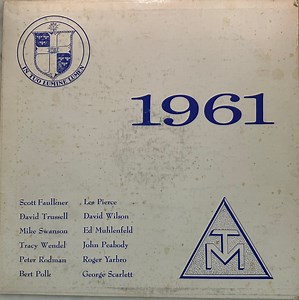 IN TUO LUMINE LUMEN
1961
Scott Faulkner Les Pierce
David Trussell David Wilson
Mike Swanson Ed Muhlenfeld
Tracy Wendel John Peabody
Peter Rodman Roger Yarbro
Bert Polk George Scarlett
T
M